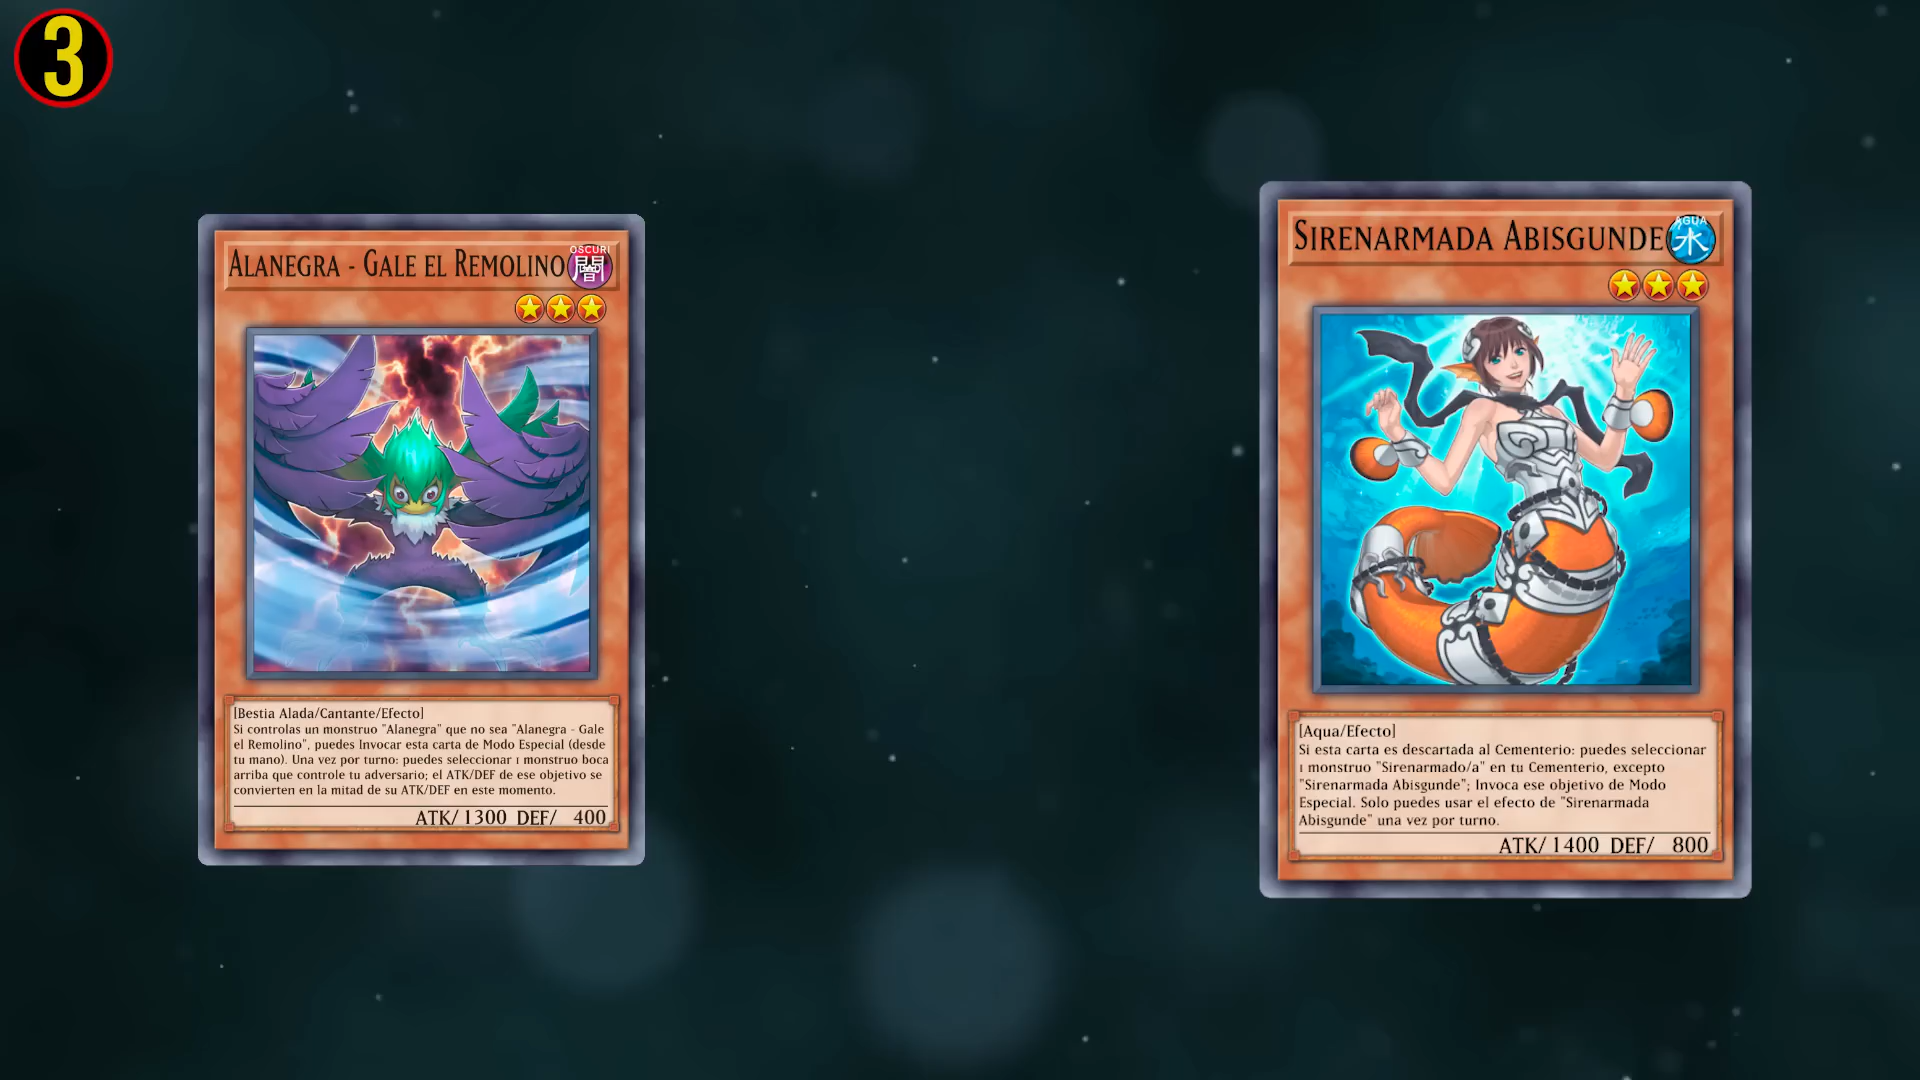 3
ALANEGRA - GALE EL REMOLINO
OSCURIDAD
闇
[Bestia Alada/Cantante/Efecto]
Si controlas un monstruo "Alanegra" que no sea "Alanegra - Gale
el Remolino", puedes Invocar esta carta de Modo Especial (desde
tu mano). Una vez por turno: puedes seleccionar 1 monstruo boca
arriba que controle tu adversario; el ATK/DEF de ese objetivo se
convierten en la mitad de su ATK/DEF en este momento.
ATK/ 1300 DEF/ 400
SIRENARMADA ABISGUNDE
AGUA
水
[Aqua/Efecto]
Si esta carta es descartada al Cementerio: puedes seleccionar
1 monstruo "Sirenarmado/a" en tu Cementerio, excepto
"Sirenarmada Abisgunde"; Invoca ese objetivo de Modo
Especial. Solo puedes usar el efecto de "Sirenarmada
Abisgunde" una vez por turno.
ATK/ 1400 DEF/ 800